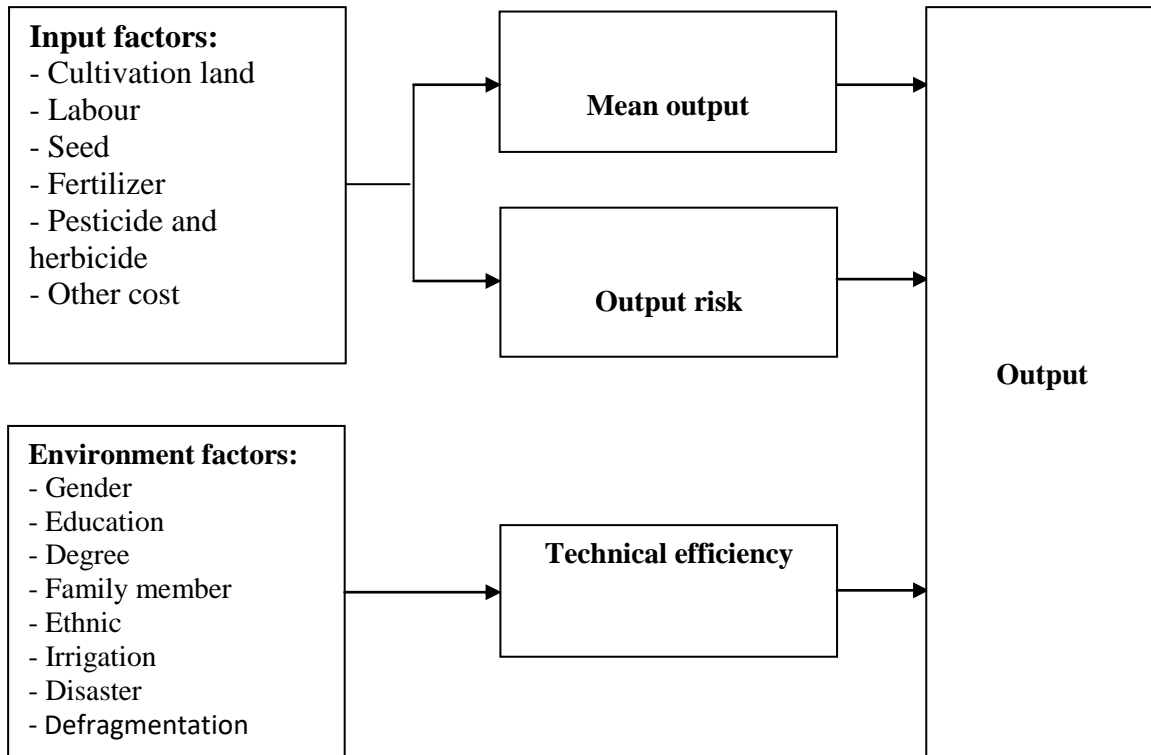 Input factors:
- Cultivation land
- Labour
- Seed
- Fertilizer
- Pesticide and
herbicide
- Other cost
Mean output
Output risk
Output
Environment factors:
- Gender
- Education
- Degree
- Family member
- Ethnic
- Irrigation
- Disaster
- Defragmentation
Technical efficiency